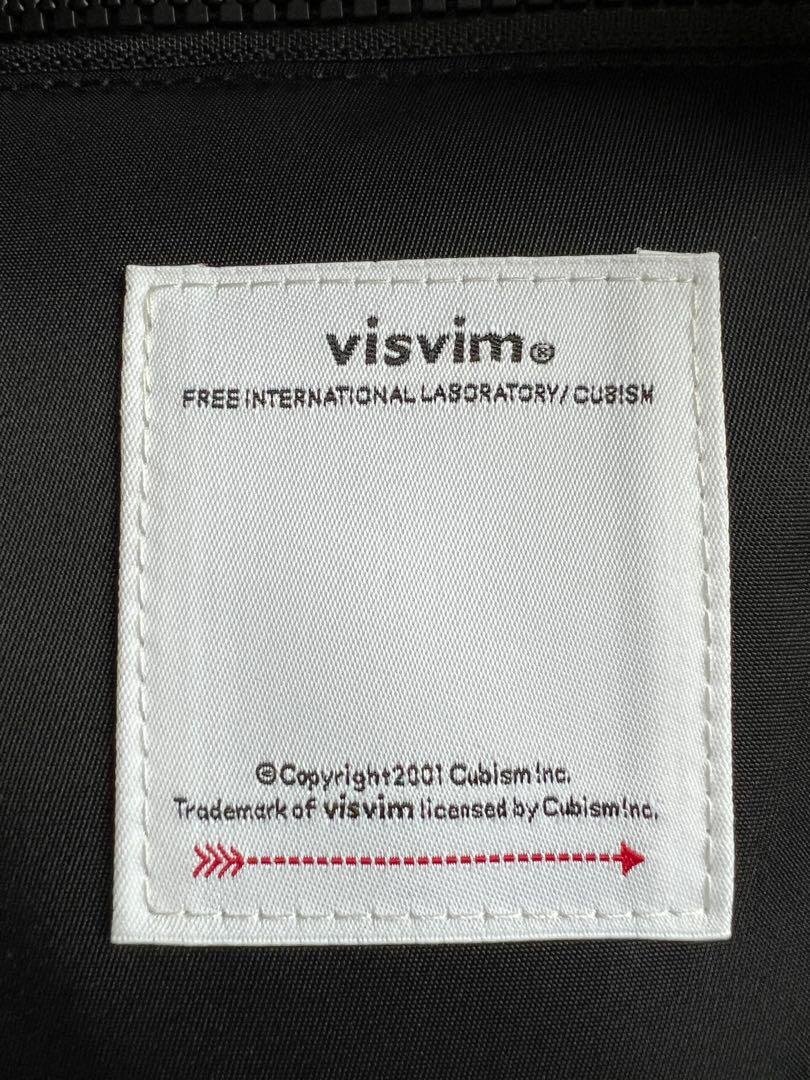 visvim®
FREE INTERNATIONAL LABORATORY/CUBISM
©Copyright2001 Cubism Inc.
Trademark of visvim licensed by Cubism Inc.